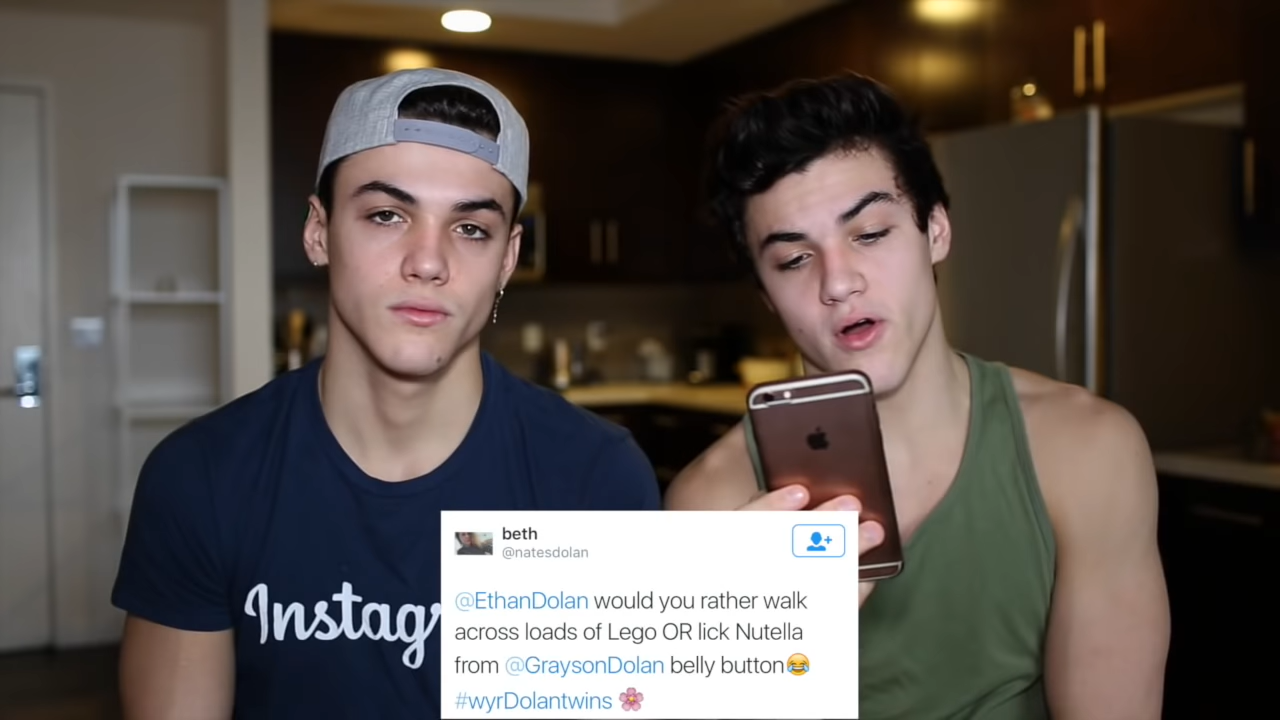 Instag
beth
@natesdolan
@EthanDolan would you rather walk
across loads of Lego OR lick Nutella
from @GraysonDolan belly button😂
#wyrDolantwins 🌸